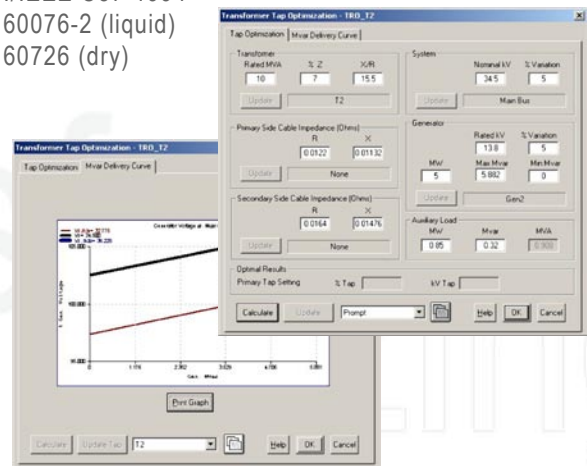 60076-2 (liquid)
60726 (dry)
Transformer Tap Optimization - TRO_T2
Tap Optimization Mvar Delivery Curve
Transformer
Rated MVA % Z X/R
10 7 15.5
Update T2
System
Nominal kV % Variation
34.5 5
Update Main Bus
Primary Side Cable Impedance (Ohms)
R X
0.0122 0.01132
Update None
Generator
Rated kV % Variation
13.8 5
MW Max Mvar Min Mvar
5 5.882 0
Update Gen2
Secondary Side Cable Impedance (Ohms)
R X
0.0164 0.01476
Update None
Auxiliary Load
MW Mvar MVA
0.85 0.32 0.908
Optimal Results
Primary Tap Setting % Tap kV Tap
Calculate Update Prompt Help OK Cancel
Transformer Tap Optimization - TRO_T2
Tap Optimization Mvar Delivery Curve
Print Graph
Calculate Update Tap T2 Help OK Cancel